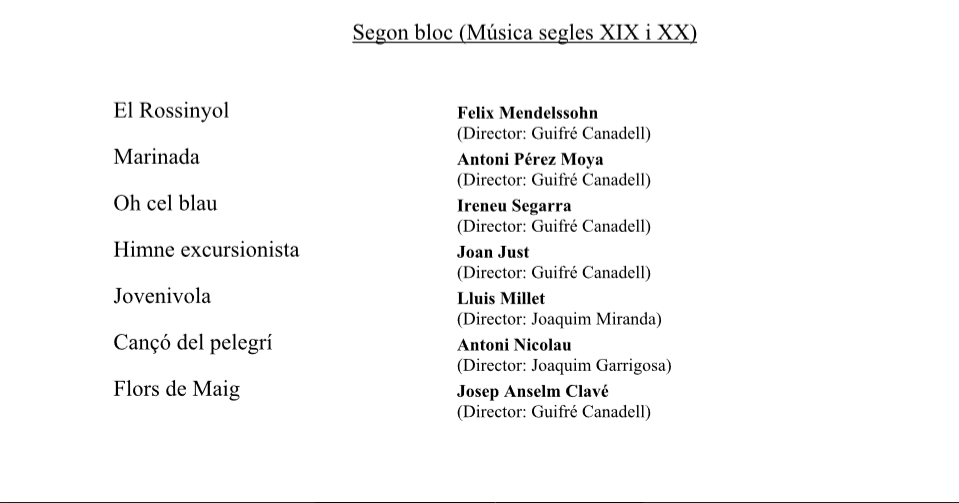 Segon bloc (Música segles XIX i XX)
El Rossinyol
Felix Mendelssohn
(Director: Guifré Canadell)
Marinada
Antoni Pérez Moya
(Director: Guifré Canadell)
Oh cel blau
Ireneu Segarra
(Director: Guifré Canadell)
Himne excursionista
Joan Just
(Director: Guifré Canadell)
Jovenivola
Lluis Millet
(Director: Joaquim Miranda)
Cançó del pelegrí
Antoni Nicolau
(Director: Joaquim Garrigosa)
Flors de Maig
Josep Anselm Clavé
(Director: Guifré Canadell)